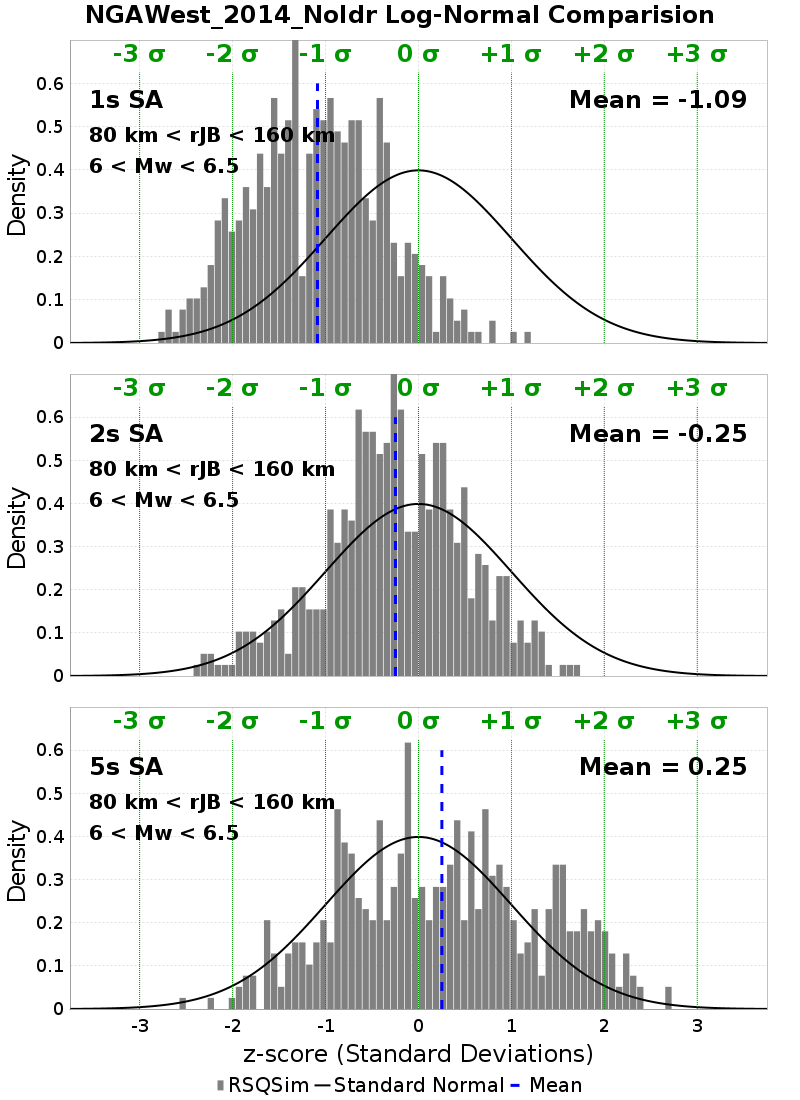 NGAWest_2014_NoIdr Log-Normal Comparision
-3 σ -2 σ -1 σ 0 σ +1 σ +2 σ +3 σ
1s SA
Mean = -1.09
80 km < rJB < 160 km
6 < Mw < 6.5
0.6
0.5
0.4
0.3
0.2
0.1
0
Density
-3 σ -2 σ -1 σ 0 σ +1 σ +2 σ +3 σ
2s SA
Mean = -0.25
80 km < rJB < 160 km
6 < Mw < 6.5
0.6
0.5
0.4
0.3
0.2
0.1
0
Density
-3 σ -2 σ -1 σ 0 σ +1 σ +2 σ +3 σ
5s SA
Mean = 0.25
80 km < rJB < 160 km
6 < Mw < 6.5
0.6
0.5
0.4
0.3
0.2
0.1
0
Density
-3 -2 -1 0 1 2 3
z-score (Standard Deviations)
RSQSim Standard Normal Mean